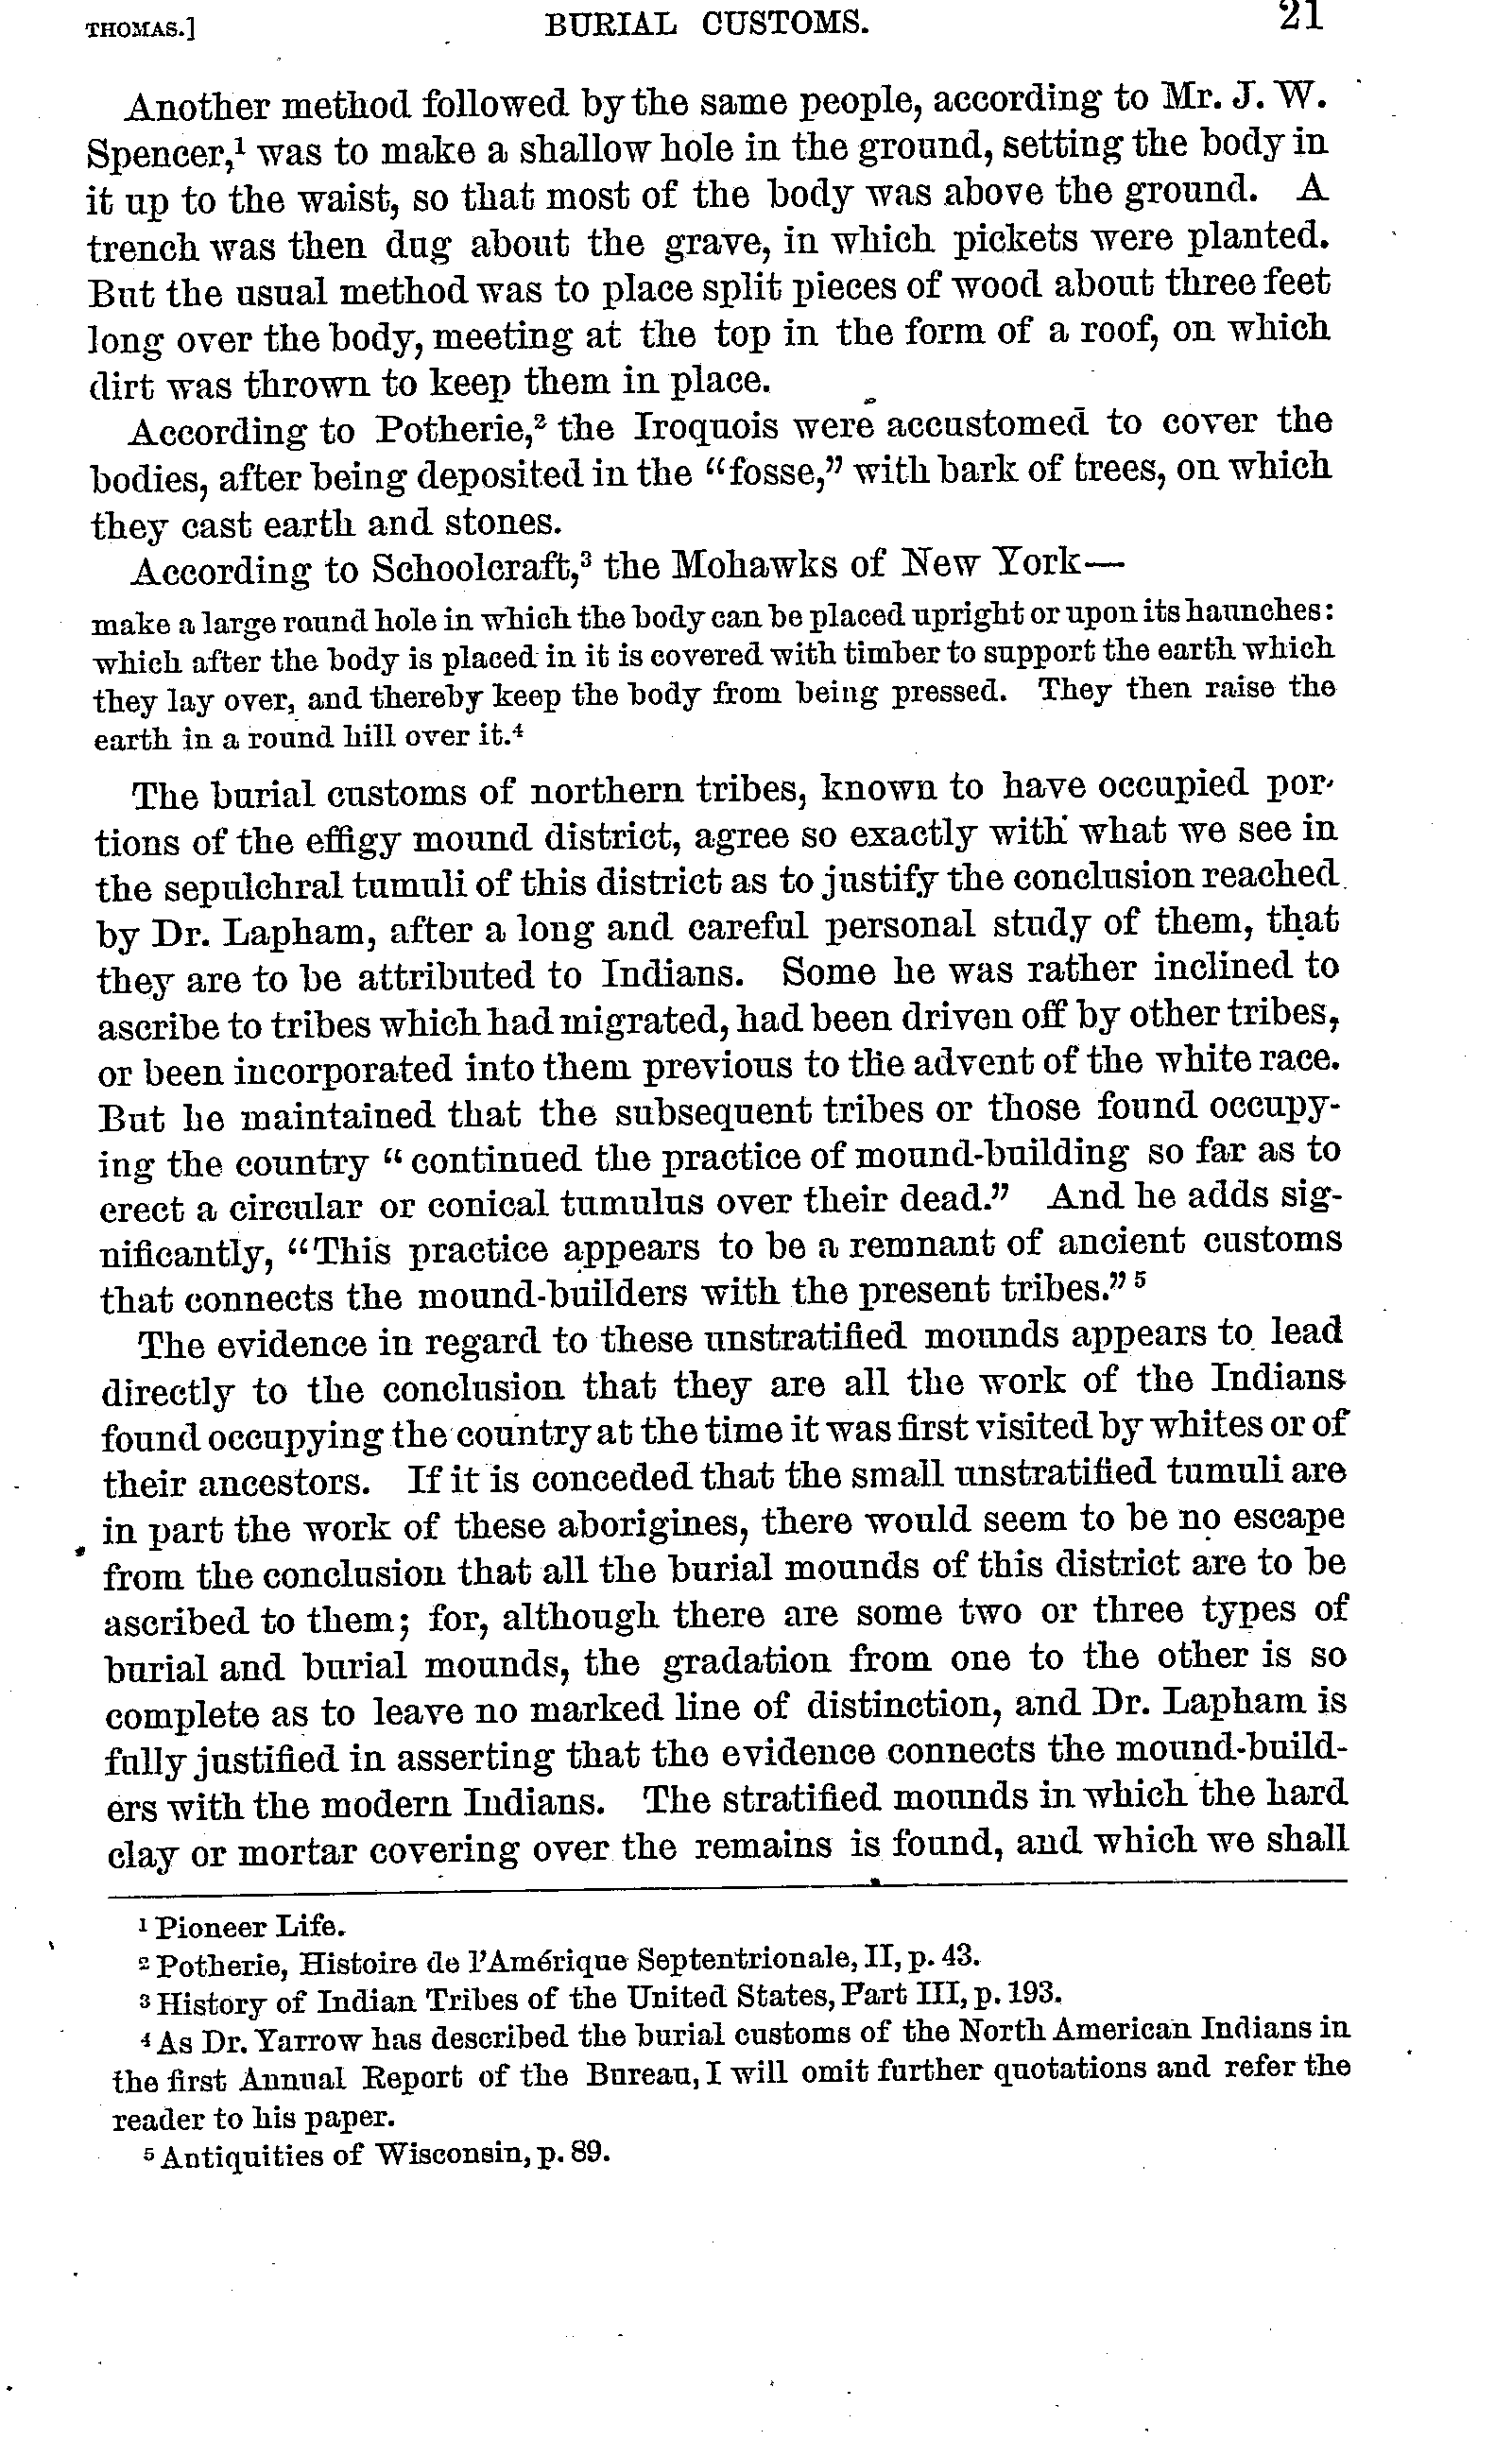 THOMAS.] BURIAL CUSTOMS. 21
Another method followed by the same people, according to Mr. J. W.
Spencer,¹ was to make a shallow hole in the ground, setting the body in
it up to the waist, so that most of the body was above the ground. A
trench was then dug about the grave, in which pickets were planted.
But the usual method was to place split pieces of wood about three feet
long over the body, meeting at the top in the form of a roof, on which
dirt was thrown to keep them in place.
According to Potherie,² the Iroquois were accustomed to cover the
bodies, after being deposited in the “fosse,” with bark of trees, on which
they cast earth and stones.
According to Schoolcraft,³ the Mohawks of New York—
make a large round hole in which the body can be placed upright or upon its haunches:
which after the body is placed in it is covered with timber to support the earth which
they lay over, and thereby keep the body from being pressed. They then raise the
earth in a round hill over it.⁴
The burial customs of northern tribes, known to have occupied por-
tions of the effigy mound district, agree so exactly with what we see in
the sepulchral tumuli of this district as to justify the conclusion reached
by Dr. Lapham, after a long and careful personal study of them, that
they are to be attributed to Indians. Some he was rather inclined to
ascribe to tribes which had migrated, had been driven off by other tribes,
or been incorporated into them previous to the advent of the white race.
But he maintained that the subsequent tribes or those found occupy-
ing the country “continued the practice of mound-building so far as to
erect a circular or conical tumulus over their dead.” And he adds sig-
nificantly, “This practice appears to be a remnant of ancient customs
that connects the mound-builders with the present tribes.”⁵
The evidence in regard to these unstratified mounds appears to lead
directly to the conclusion that they are all the work of the Indians
found occupying the country at the time it was first visited by whites or of
their ancestors. If it is conceded that the small unstratified tumuli are
in part the work of these aborigines, there would seem to be no escape
from the conclusion that all the burial mounds of this district are to be
ascribed to them; for, although there are some two or three types of
burial and burial mounds, the gradation from one to the other is so
complete as to leave no marked line of distinction, and Dr. Lapham is
fully justified in asserting that the evidence connects the mound-build-
ers with the modern Indians. The stratified mounds in which the hard
clay or mortar covering over the remains is found, and which we shall
¹ Pioneer Life.
² Potherie, Histoire de l’Amérique Septentrionale, II, p. 43.
³ History of Indian Tribes of the United States, Part III, p. 193.
⁴ As Dr. Yarrow has described the burial customs of the North American Indians in
the first Annual Report of the Bureau, I will omit further quotations and refer the
reader to his paper.
⁵ Antiquities of Wisconsin, p. 89.